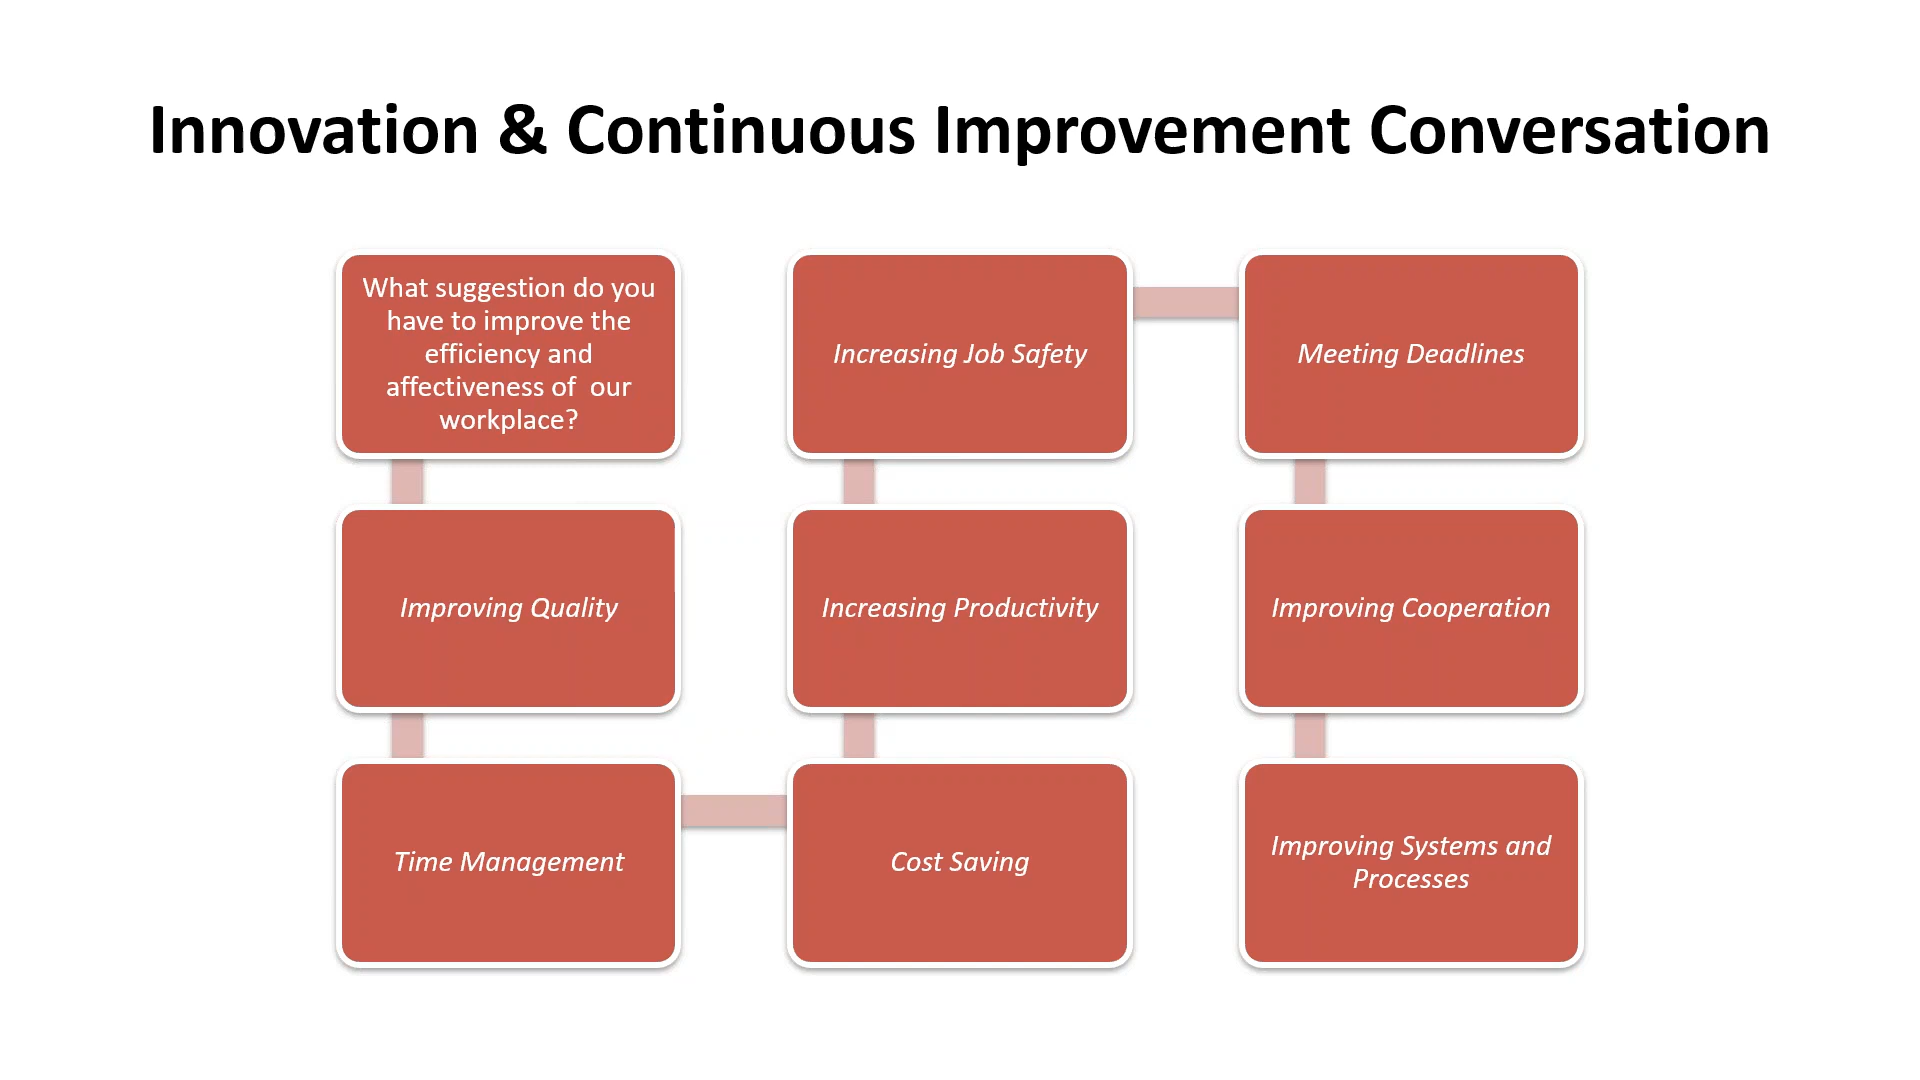 Innovation & Continuous Improvement Conversation
What suggestion do you
have to improve the
efficiency and
affectiveness of  our
workplace?
Improving Quality
Time Management
Cost Saving
Increasing Productivity
Increasing Job Safety
Meeting Deadlines
Improving Cooperation
Improving Systems and
Processes